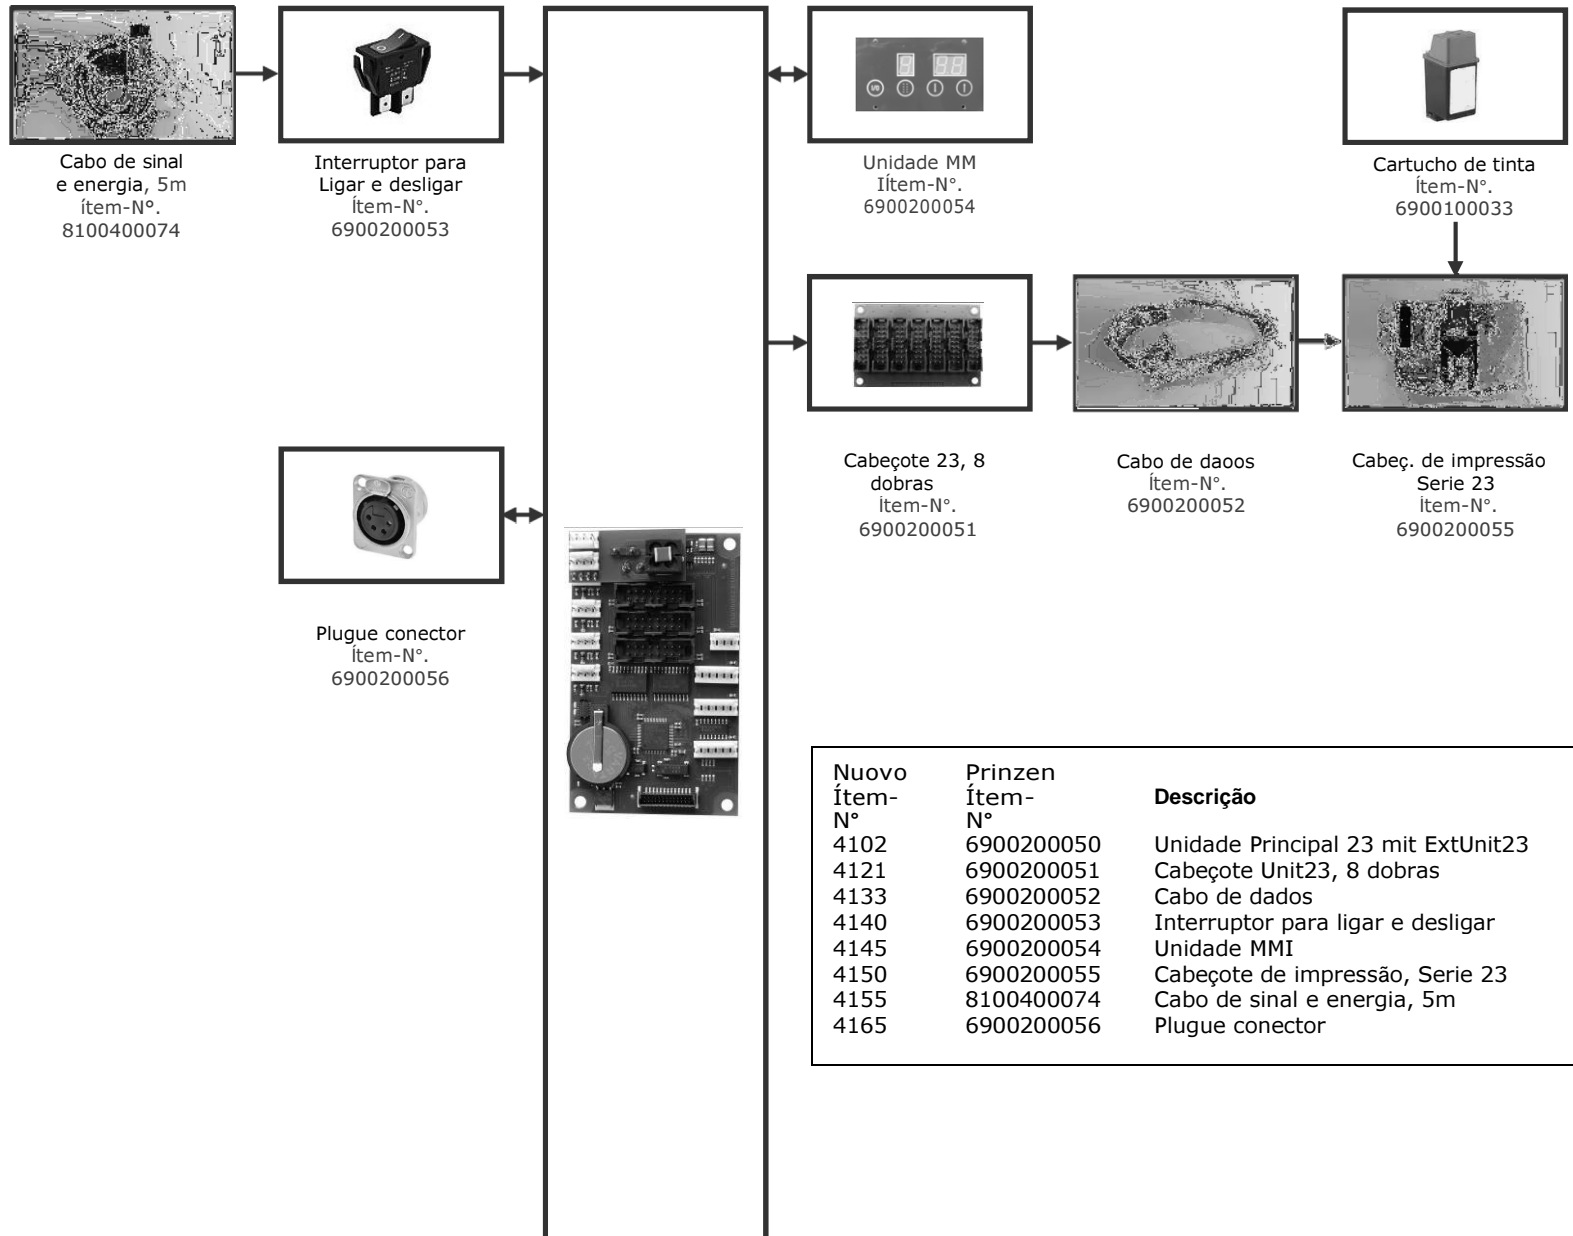 Cabo de sinal
e energia, 5m
ítem-N°.
8100400074
Interruptor para
Ligar e desligar
Ítem-N°.
6900200053
Unidade MM
IÍtem-N°.
6900200054
Cartucho de tinta
Ítem-N°.
6900100033
Cabeçote 23, 8
dobras
Ítem-N°.
6900200051
Cabo de daoos
Ítem-N°.
6900200052
Cabeç. de impressão
Serie 23
Ítem-N°.
6900200055
Plugue conector
Ítem-N°.
6900200056
Nuovo Prinzen
Ítem- Ítem- Descrição
N° N°
4102 6900200050 Unidade Principal 23 mit ExtUnit23
4121 6900200051 Cabeçote Unit23, 8 dobras
4133 6900200052 Cabo de dados
4140 6900200053 Interruptor para ligar e desligar
4145 6900200054 Unidade MMI
4150 6900200055 Cabeçote de impressão, Serie 23
4155 8100400074 Cabo de sinal e energia, 5m
4165 6900200056 Plugue conector